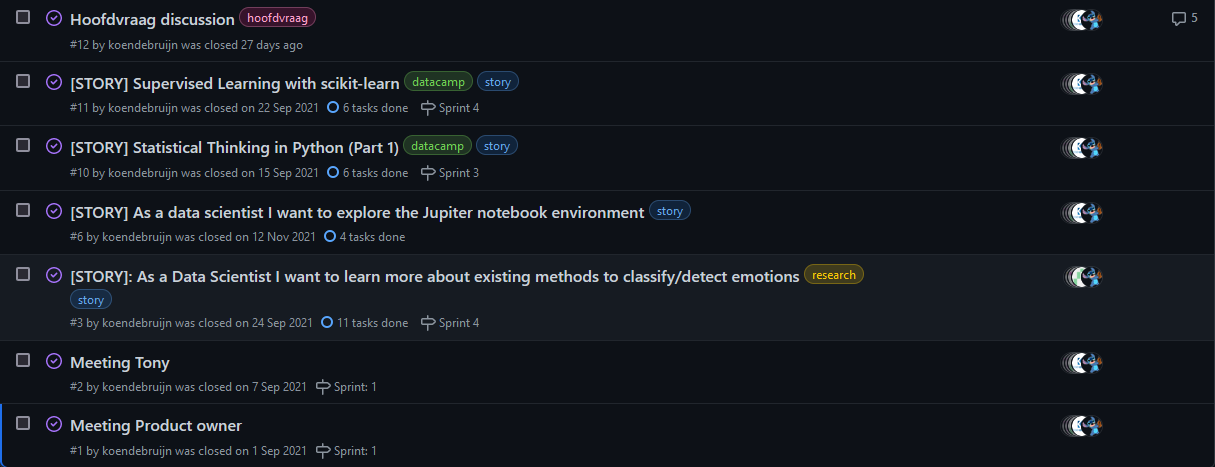 Hoofdvraag discussion hoofdvraag
5
#12 by koendebruijn was closed 27 days ago
[STORY] Supervised Learning with scikit-learn datacamp story
#11 by koendebruijn was closed on 22 Sep 2021 6 tasks done Sprint 4
[STORY] Statistical Thinking in Python (Part 1) datacamp story
#10 by koendebruijn was closed on 15 Sep 2021 6 tasks done Sprint 3
[STORY] As a data scientist I want to explore the Jupiter notebook environment story
#6 by koendebruijn was closed on 12 Nov 2021 4 tasks done
[STORY]: As a Data Scientist I want to learn more about existing methods to classify/detect emotions research
story
#3 by koendebruijn was closed on 24 Sep 2021 11 tasks done Sprint 4
Meeting Tony
#2 by koendebruijn was closed on 7 Sep 2021 Sprint: 1
Meeting Product owner
#1 by koendebruijn was closed on 1 Sep 2021 Sprint: 1